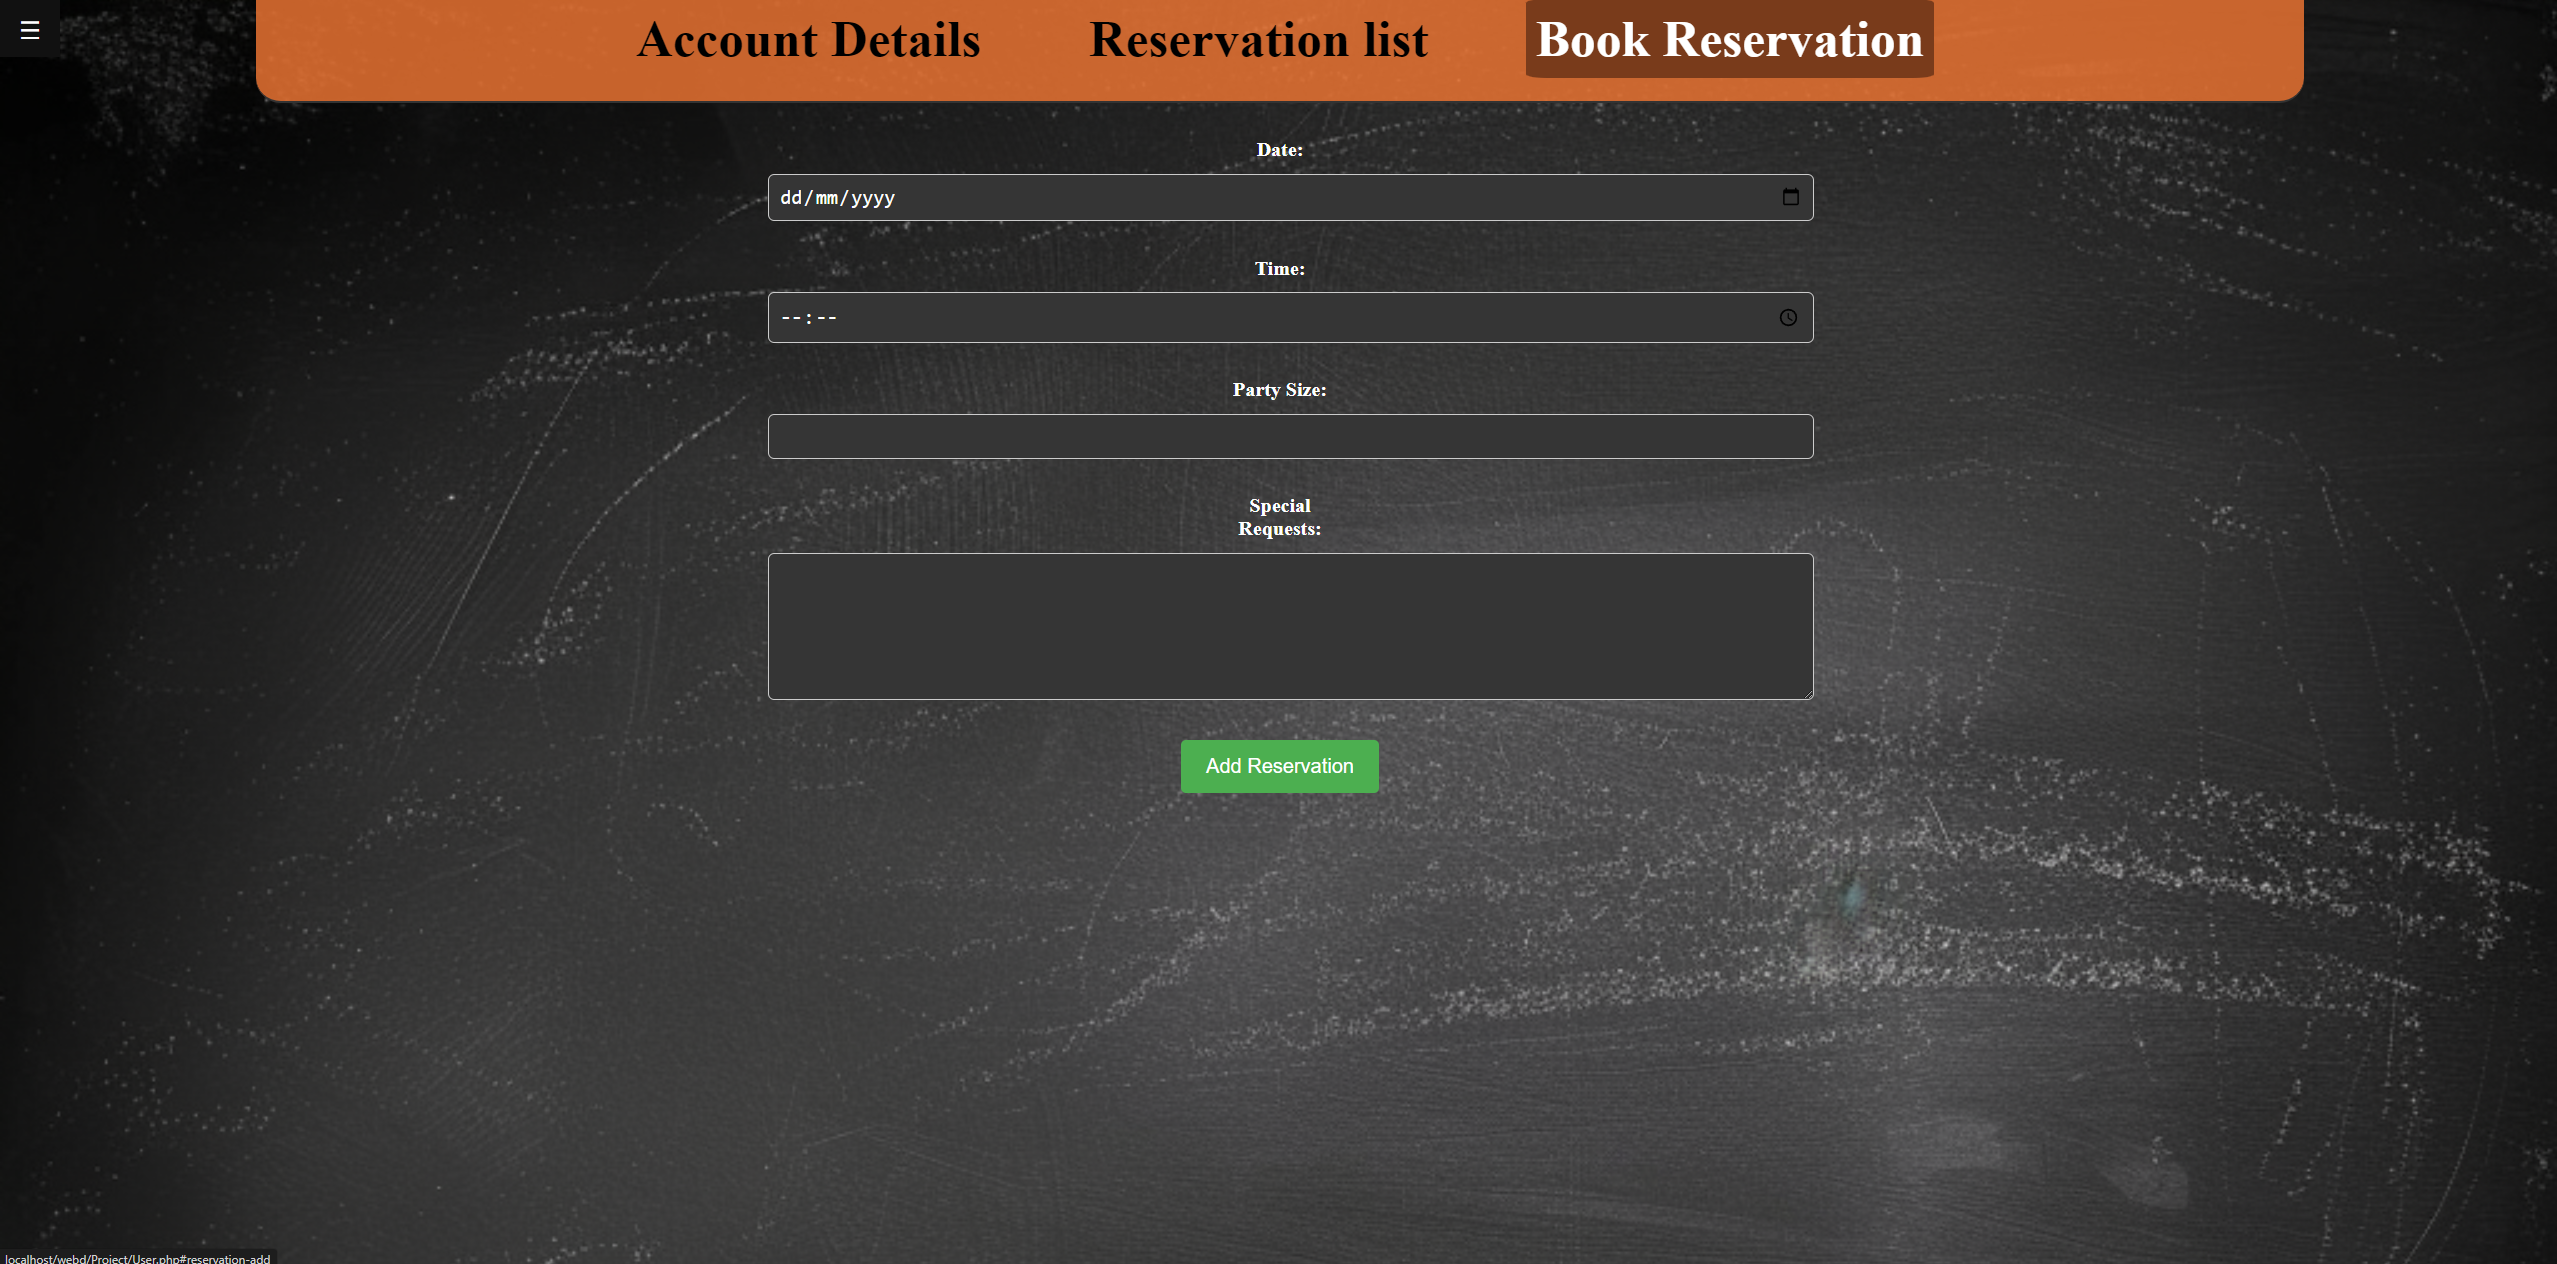 ☰
Account Details
Reservation list
Book Reservation
Date:
dd/mm/yyyy
Time:
--:--
Party Size:
Special
Requests:
Add Reservation
localhost/webd/Project/User.php#reservation-add